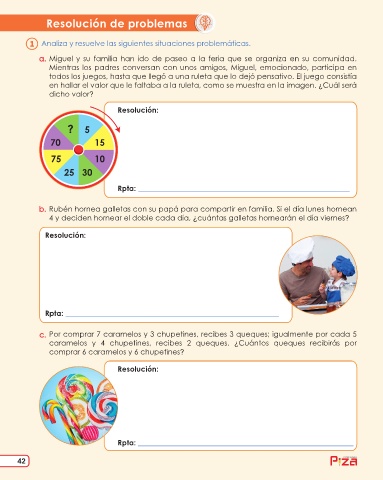 Resolución de problemas
1 Analiza y resuelve las siguientes situaciones problemáticas.
a. Miguel y su familia han ido de paseo a la feria que se organiza en su comunidad.
Mientras los padres conversan con unos amigos, Miguel, emocionado, participa en
todos los juegos, hasta que llegó a una ruleta que lo dejó pensativo. El juego consistía
en hallar el valor que le faltaba a la ruleta, como se muestra en la imagen. ¿Cuál será
dicho valor?
Resolución:
? 5
70 15
75 10
25 30
Rpta:
b. Rubén hornea galletas con su papá para compartir en familia. Si el día lunes hornean
4 y deciden hornear el doble cada día, ¿cuántas galletas hornearán el día viernes?
Resolución:
Rpta:
c. Por comprar 7 caramelos y 3 chupetines, recibes 3 queques; igualmente por cada 5
caramelos y 4 chupetines, recibes 2 queques. ¿Cuántos queques recibirás por
comprar 6 caramelos y 6 chupetines?
Resolución:
Rpta:
42